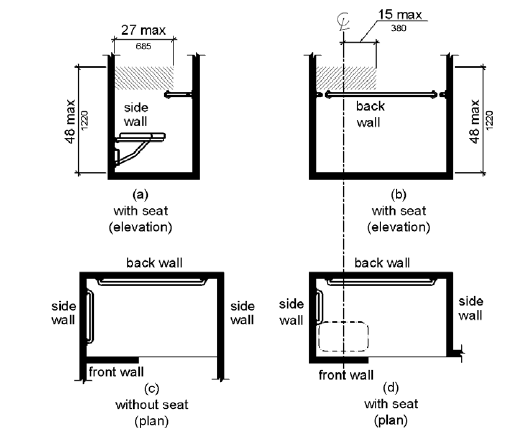 27 max
685
side
wall
48 max
1220
(a)
with seat
(elevation)
CL
15 max
380
back
wall
48 max
1220
(b)
with seat
(elevation)
back wall
side
wall
side
wall
front wall
(c)
without seat
(plan)
back wall
side
wall
side
wall
front wall
(d)
with seat
(plan)